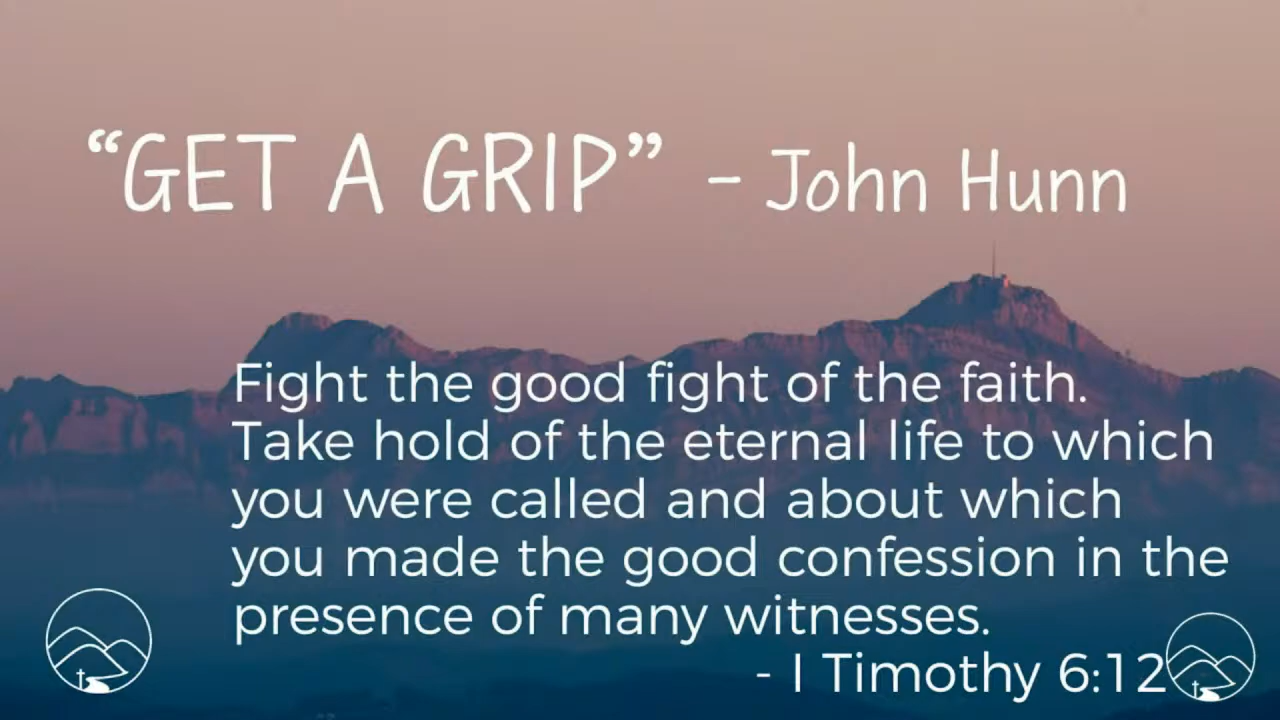 “GET A GRIP” - John Hunn
Fight the good fight of the faith.
Take hold of the eternal life to which
you were called and about which
you made the good confession in the
presence of many witnesses.
- I Timothy 6:12